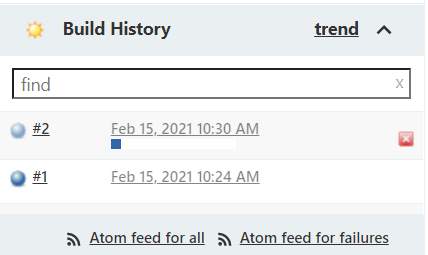 Build History trend
find x
#2 Feb 15, 2021 10:30 AM
#1 Feb 15, 2021 10:24 AM
Atom feed for all Atom feed for failures